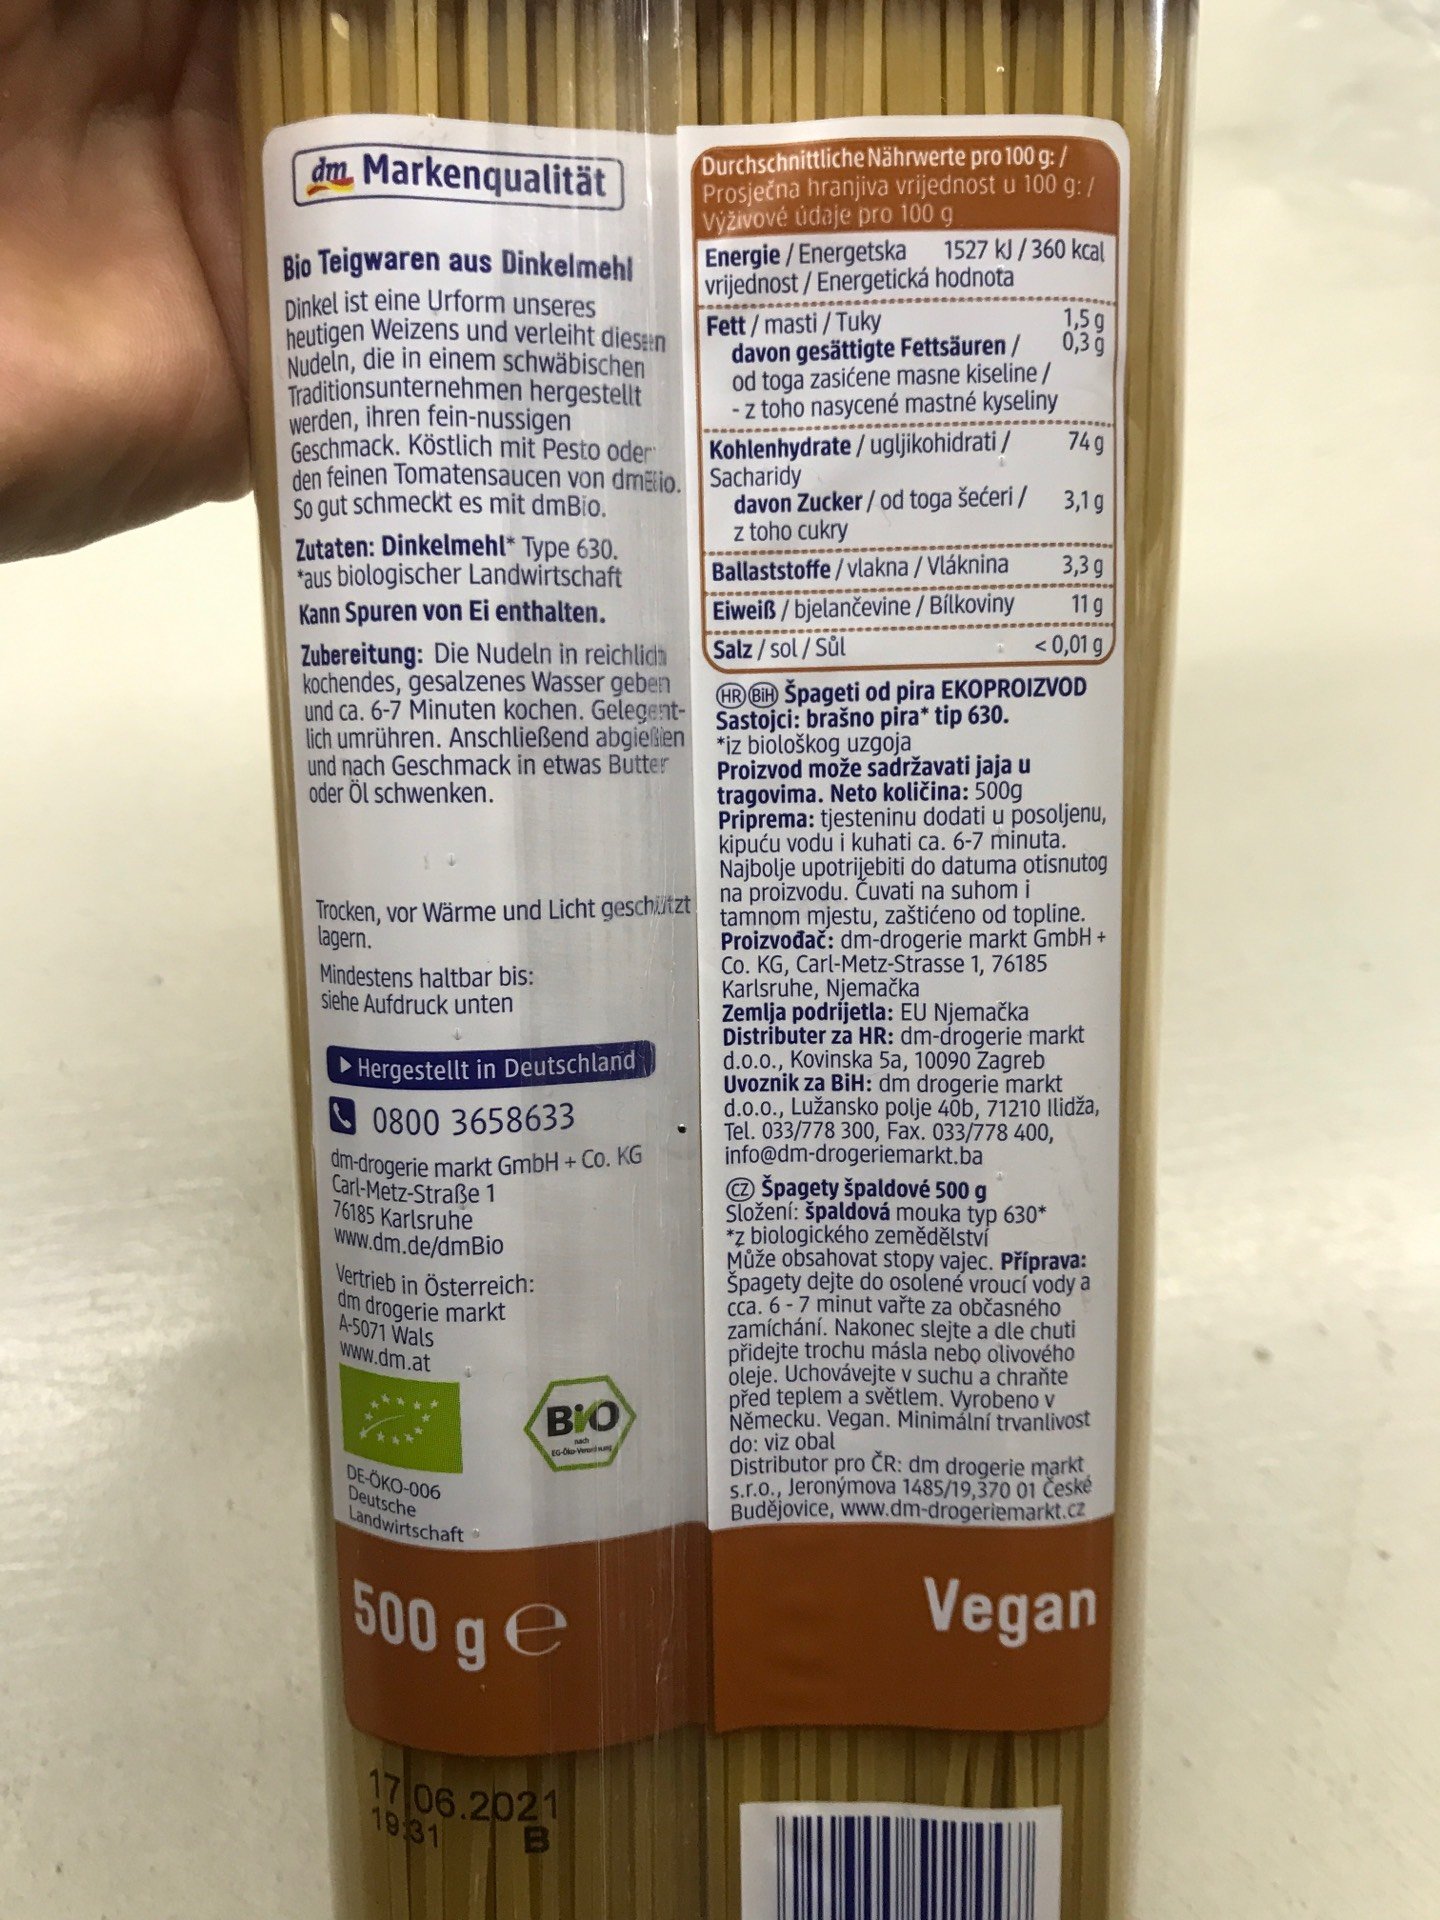 dm Markenqualität
Bio Teigwaren aus Dinkelmehl
Dinkel ist eine Urform unseres
heutigen Weizens und verleiht diesen
Nudeln, die in einem schwäbischen
Traditionsunternehmen hergestellt
werden, ihren fein-nussigen
Geschmack. Köstlich mit Pesto oder
den feinen Tomatensaucen von dmBio.
So gut schmeckt es mit dmBio.
Zutaten: Dinkelmehl* Type 630.
*aus biologischer Landwirtschaft
Kann Spuren von Ei enthalten.
Zubereitung: Die Nudeln in reichlich
kochendes, gesalzenes Wasser geben
und ca. 6-7 Minuten kochen. Gelegent-
lich umrühren. Anschließend abgießen
und nach Geschmack in etwas Butter
oder Öl schwenken.
Trocken, vor Wärme und Licht geschützt
lagern.
Mindestens haltbar bis:
siehe Aufdruck unten
Hergestellt in Deutschland
0800 3658633
dm-drogerie markt GmbH + Co. KG
Carl-Metz-Straße 1
76185 Karlsruhe
www.dm.de/dmBio
Vertrieb in Österreich:
dm drogerie markt
A-5071 Wals
www.dm.at
Bio
nach
EG-Öko-Verordnung
DE-ÖKO-006
Deutsche
Landwirtschaft
500 g e
17.06.2021
19:31 B
Durchschnittliche Nährwerte pro 100 g: /
Prosječna hranjiva vrijednost u 100 g: /
Výživové údaje pro 100 g
Energie / Energetska 1527 kJ / 360 kcal
vrijednost / Energetická hodnota
Fett / masti / Tuky 1,5 g
davon gesättigte Fettsäuren / 0,3 g
od toga zasićene masne kiseline /
- z toho nasycené mastné kyseliny
Kohlenhydrate / ugljikohidrati / 74 g
Sacharidy
davon Zucker / od toga šećeri / 3,1 g
z toho cukry
Ballaststoffe / vlakna / Vláknina 3,3 g
Eiweiß / bjelančevine / Bílkoviny 11 g
Salz / sol / Sůl < 0,01 g
HR BiH Špageti od pira EKOPROIZVOD
Sastojci: brašno pira* tip 630.
*iz biološkog uzgoja
Proizvod može sadržavati jaja u
tragovima. Neto količina: 500g
Priprema: tjesteninu dodati u posoljenu,
kipuću vodu i kuhati ca. 6-7 minuta.
Najbolje upotrijebiti do datuma otisnutog
na proizvodu. Čuvati na suhom i
tamnom mjestu, zaštićeno od topline.
Proizvođač: dm-drogerie markt GmbH +
Co. KG, Carl-Metz-Strasse 1, 76185
Karlsruhe, Njemačka
Zemlja podrijetla: EU Njemačka
Distributer za HR: dm-drogerie markt
d.o.o., Kovinska 5a, 10090 Zagreb
Uvoznik za BiH: dm drogerie markt
d.o.o., Lužansko polje 40b, 71210 Ilidža,
Tel. 033/778 300, Fax. 033/778 400,
info@dm-drogeriemarkt.ba
CZ Špagety špaldové 500 g
Složení: špaldová mouka typ 630*
*z biologického zemědělství
Může obsahovat stopy vajec. Příprava:
Špagety dejte do osolené vroucí vody a
cca. 6 - 7 minut vařte za občasného
zamíchání. Nakonec slejte a dle chuti
přidejte trochu másla nebo olivového
oleje. Uchovávejte v suchu a chraňte
před teplem a světlem. Vyrobeno v
Německu. Vegan. Minimální trvanlivost
do: viz obal
Distributor pro ČR: dm drogerie markt
s.r.o., Jeronýmova 1485/19,370 01 České
Budějovice, www.dm-drogeriemarkt.cz
Vegan